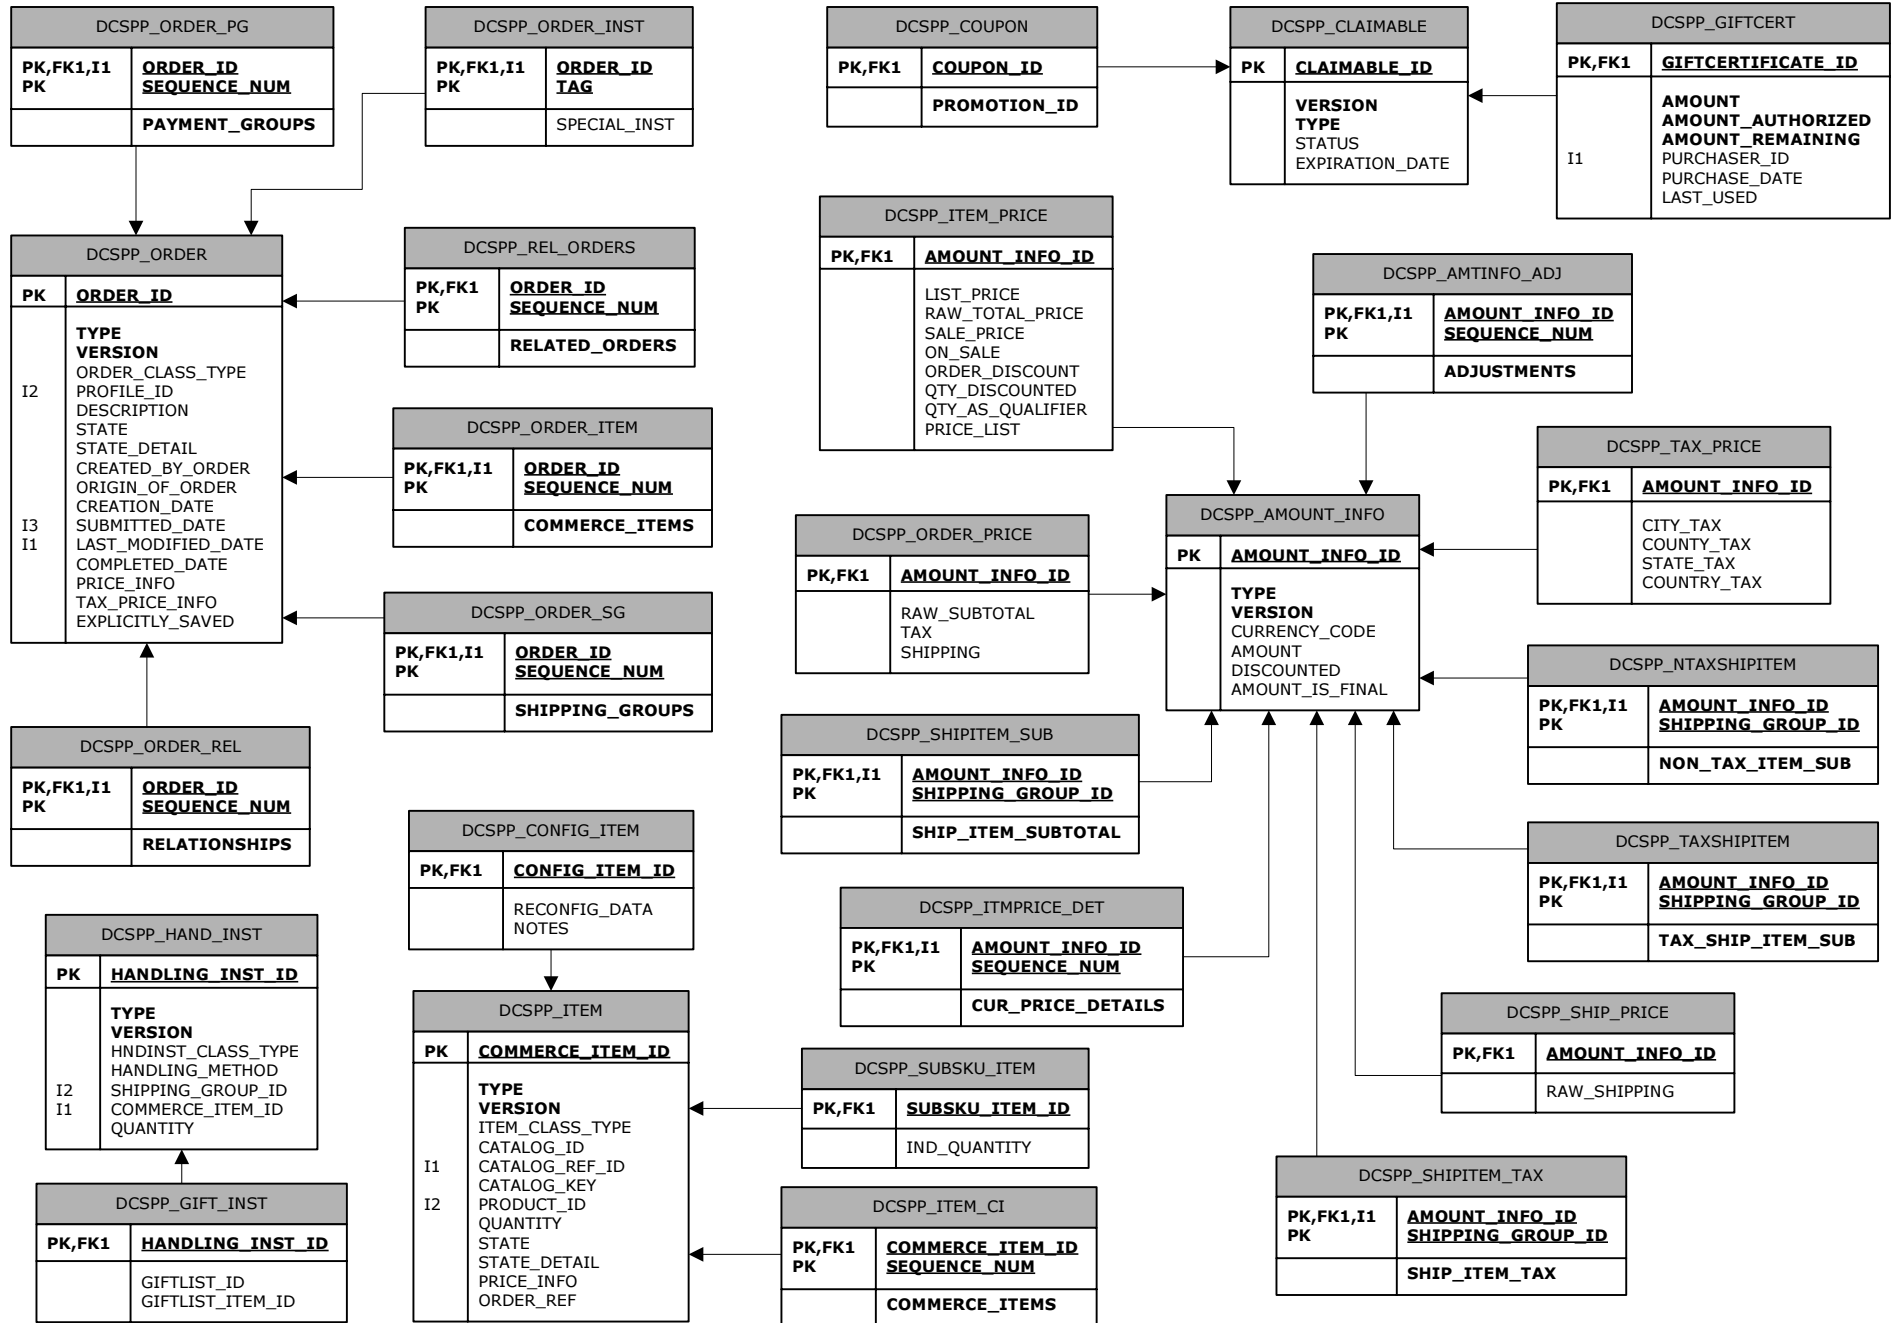 DCSPP_ORDER_PG
PK,FK1,I1 ORDER_ID
PK SEQUENCE_NUM
PAYMENT_GROUPS
DCSPP_ORDER_INST
PK,FK1,I1 ORDER_ID
PK TAG
SPECIAL_INST
DCSPP_COUPON
PK,FK1 COUPON_ID
PROMOTION_ID
DCSPP_CLAIMABLE
PK CLAIMABLE_ID
VERSION
TYPE
STATUS
EXPIRATION_DATE
DCSPP_GIFTCERT
PK,FK1 GIFTCERTIFICATE_ID
AMOUNT
AMOUNT_AUTHORIZED
AMOUNT_REMAINING
I1 PURCHASER_ID
PURCHASE_DATE
LAST_USED
DCSPP_ORDER
PK ORDER_ID
TYPE
VERSION
ORDER_CLASS_TYPE
I2 PROFILE_ID
DESCRIPTION
STATE
STATE_DETAIL
CREATED_BY_ORDER
ORIGIN_OF_ORDER
CREATION_DATE
I3 SUBMITTED_DATE
I1 LAST_MODIFIED_DATE
COMPLETED_DATE
PRICE_INFO
TAX_PRICE_INFO
EXPLICITLY_SAVED
DCSPP_REL_ORDERS
PK,FK1 ORDER_ID
PK SEQUENCE_NUM
RELATED_ORDERS
DCSPP_ORDER_ITEM
PK,FK1,I1 ORDER_ID
PK SEQUENCE_NUM
COMMERCE_ITEMS
DCSPP_ORDER_SG
PK,FK1,I1 ORDER_ID
PK SEQUENCE_NUM
SHIPPING_GROUPS
DCSPP_ORDER_REL
PK,FK1,I1 ORDER_ID
PK SEQUENCE_NUM
RELATIONSHIPS
DCSPP_ITEM_PRICE
PK,FK1 AMOUNT_INFO_ID
LIST_PRICE
RAW_TOTAL_PRICE
SALE_PRICE
ON_SALE
ORDER_DISCOUNT
QTY_DISCOUNTED
QTY_AS_QUALIFIER
PRICE_LIST
DCSPP_AMTINFO_ADJ
PK,FK1,I1 AMOUNT_INFO_ID
PK SEQUENCE_NUM
ADJUSTMENTS
DCSPP_TAX_PRICE
PK,FK1 AMOUNT_INFO_ID
CITY_TAX
COUNTY_TAX
STATE_TAX
COUNTRY_TAX
DCSPP_AMOUNT_INFO
PK AMOUNT_INFO_ID
TYPE
VERSION
CURRENCY_CODE
AMOUNT
DISCOUNTED
AMOUNT_IS_FINAL
DCSPP_ORDER_PRICE
PK,FK1 AMOUNT_INFO_ID
RAW_SUBTOTAL
TAX
SHIPPING
DCSPP_NTAXSHIPITEM
PK,FK1,I1 AMOUNT_INFO_ID
PK SHIPPING_GROUP_ID
NON_TAX_ITEM_SUB
DCSPP_SHIPITEM_SUB
PK,FK1,I1 AMOUNT_INFO_ID
PK SHIPPING_GROUP_ID
SHIP_ITEM_SUBTOTAL
DCSPP_TAXSHIPITEM
PK,FK1,I1 AMOUNT_INFO_ID
PK SHIPPING_GROUP_ID
TAX_SHIP_ITEM_SUB
DCSPP_CONFIG_ITEM
PK,FK1 CONFIG_ITEM_ID
RECONFIG_DATA
NOTES
DCSPP_ITMPRICE_DET
PK,FK1,I1 AMOUNT_INFO_ID
PK SEQUENCE_NUM
CUR_PRICE_DETAILS
DCSPP_HAND_INST
PK HANDLING_INST_ID
TYPE
VERSION
HNDINST_CLASS_TYPE
HANDLING_METHOD
I2 SHIPPING_GROUP_ID
I1 COMMERCE_ITEM_ID
QUANTITY
DCSPP_GIFT_INST
PK,FK1 HANDLING_INST_ID
GIFTLIST_ID
GIFTLIST_ITEM_ID
DCSPP_ITEM
PK COMMERCE_ITEM_ID
TYPE
VERSION
ITEM_CLASS_TYPE
CATALOG_ID
I1 CATALOG_REF_ID
CATALOG_KEY
I2 PRODUCT_ID
QUANTITY
STATE
STATE_DETAIL
PRICE_INFO
ORDER_REF
DCSPP_SUBSKU_ITEM
PK,FK1 SUBSKU_ITEM_ID
IND_QUANTITY
DCSPP_ITEM_CI
PK,FK1 COMMERCE_ITEM_ID
PK SEQUENCE_NUM
COMMERCE_ITEMS
DCSPP_SHIP_PRICE
PK,FK1 AMOUNT_INFO_ID
RAW_SHIPPING
DCSPP_SHIPITEM_TAX
PK,FK1,I1 AMOUNT_INFO_ID
PK SHIPPING_GROUP_ID
SHIP_ITEM_TAX